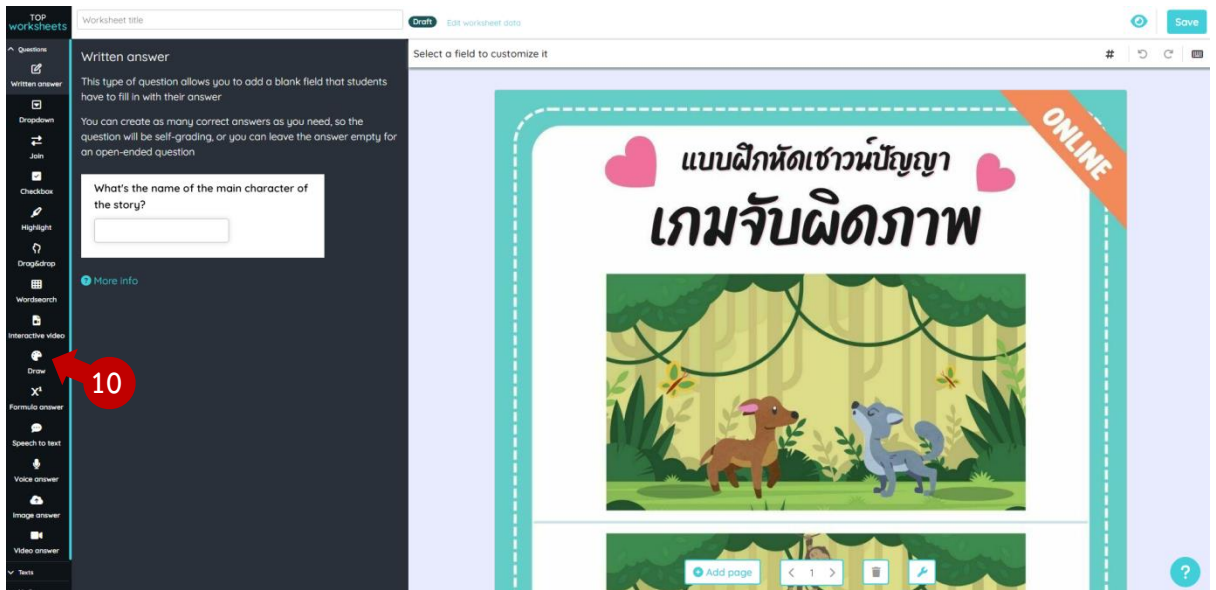 TOP
worksheets
Worksheet title
Draft
Edit worksheet data
Save
Questions
Written answer
Dropdown
Join
Checkbox
Highlight
Drag&drop
Wordsearch
Interactive video
Draw
X²
Formula answer
Speech to text
Voice answer
Image answer
Video answer
Texts
Written answer
This type of question allows you to add a blank field that students
have to fill in with their answer
You can create as many correct answers as you need, so the
question will be self-grading, or you can leave the answer empty for
an open-ended question
What's the name of the main character of
the story?
? More info
10
Select a field to customize it
#
ONLINE
แบบฝึกหัดเชาวน์ปัญญา
เกมจับผิดภาพ
Add page
< 1 >
?